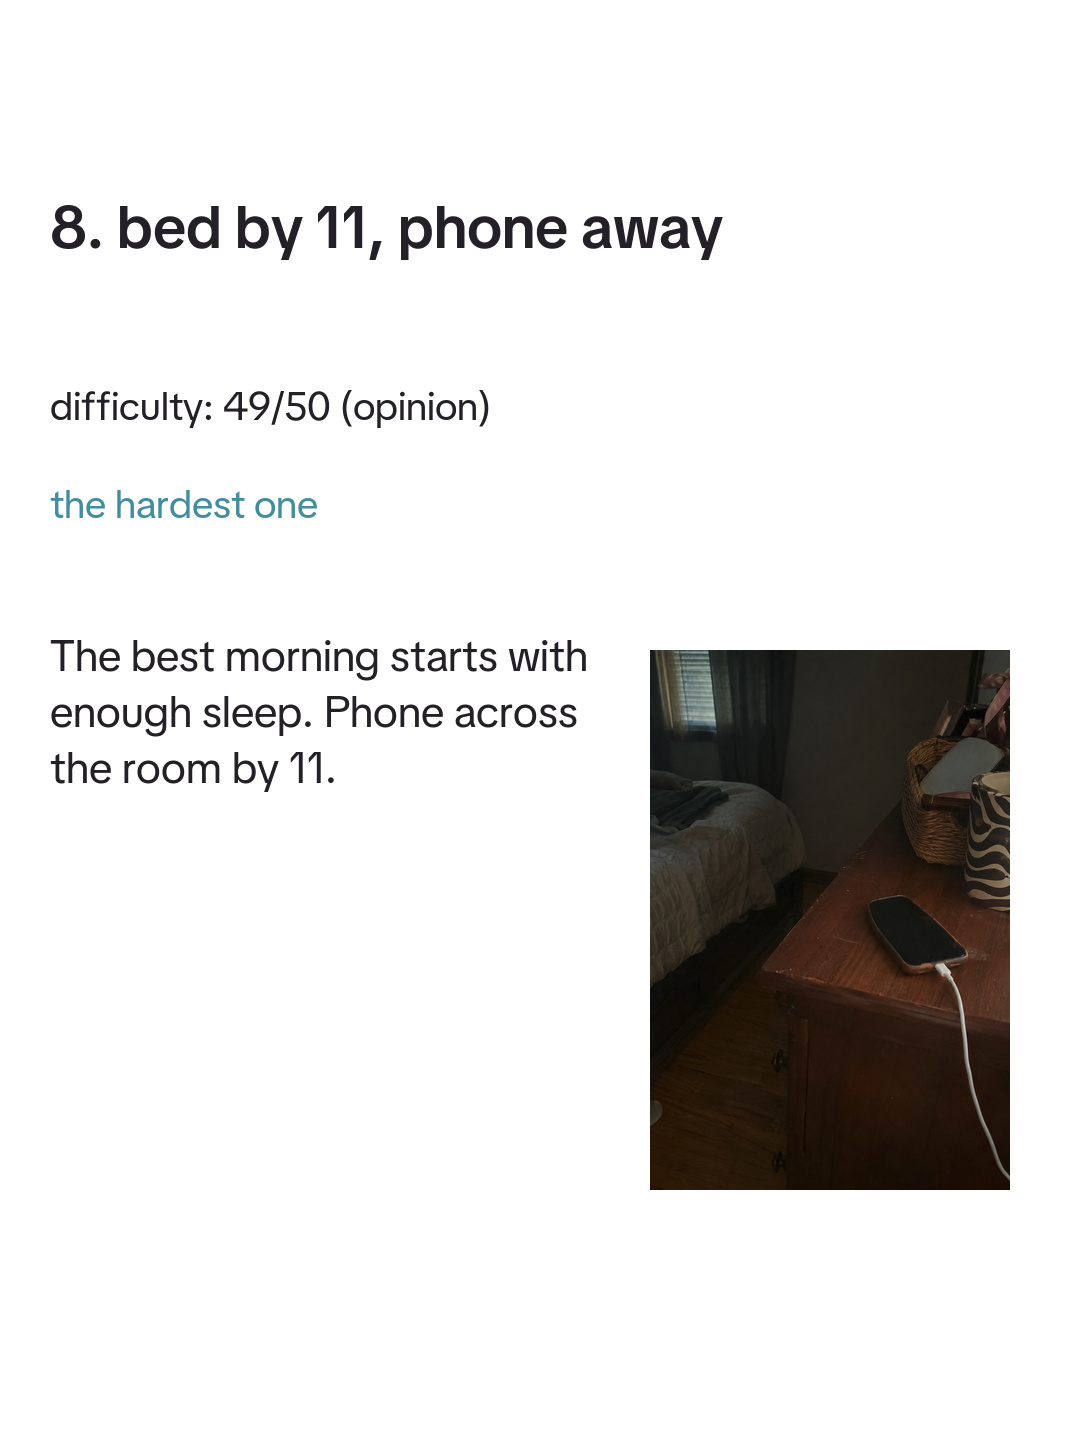 8. bed by 11, phone away
difficulty: 49/50 (opinion)
the hardest one
The best morning starts with
enough sleep. Phone across
the room by 11.